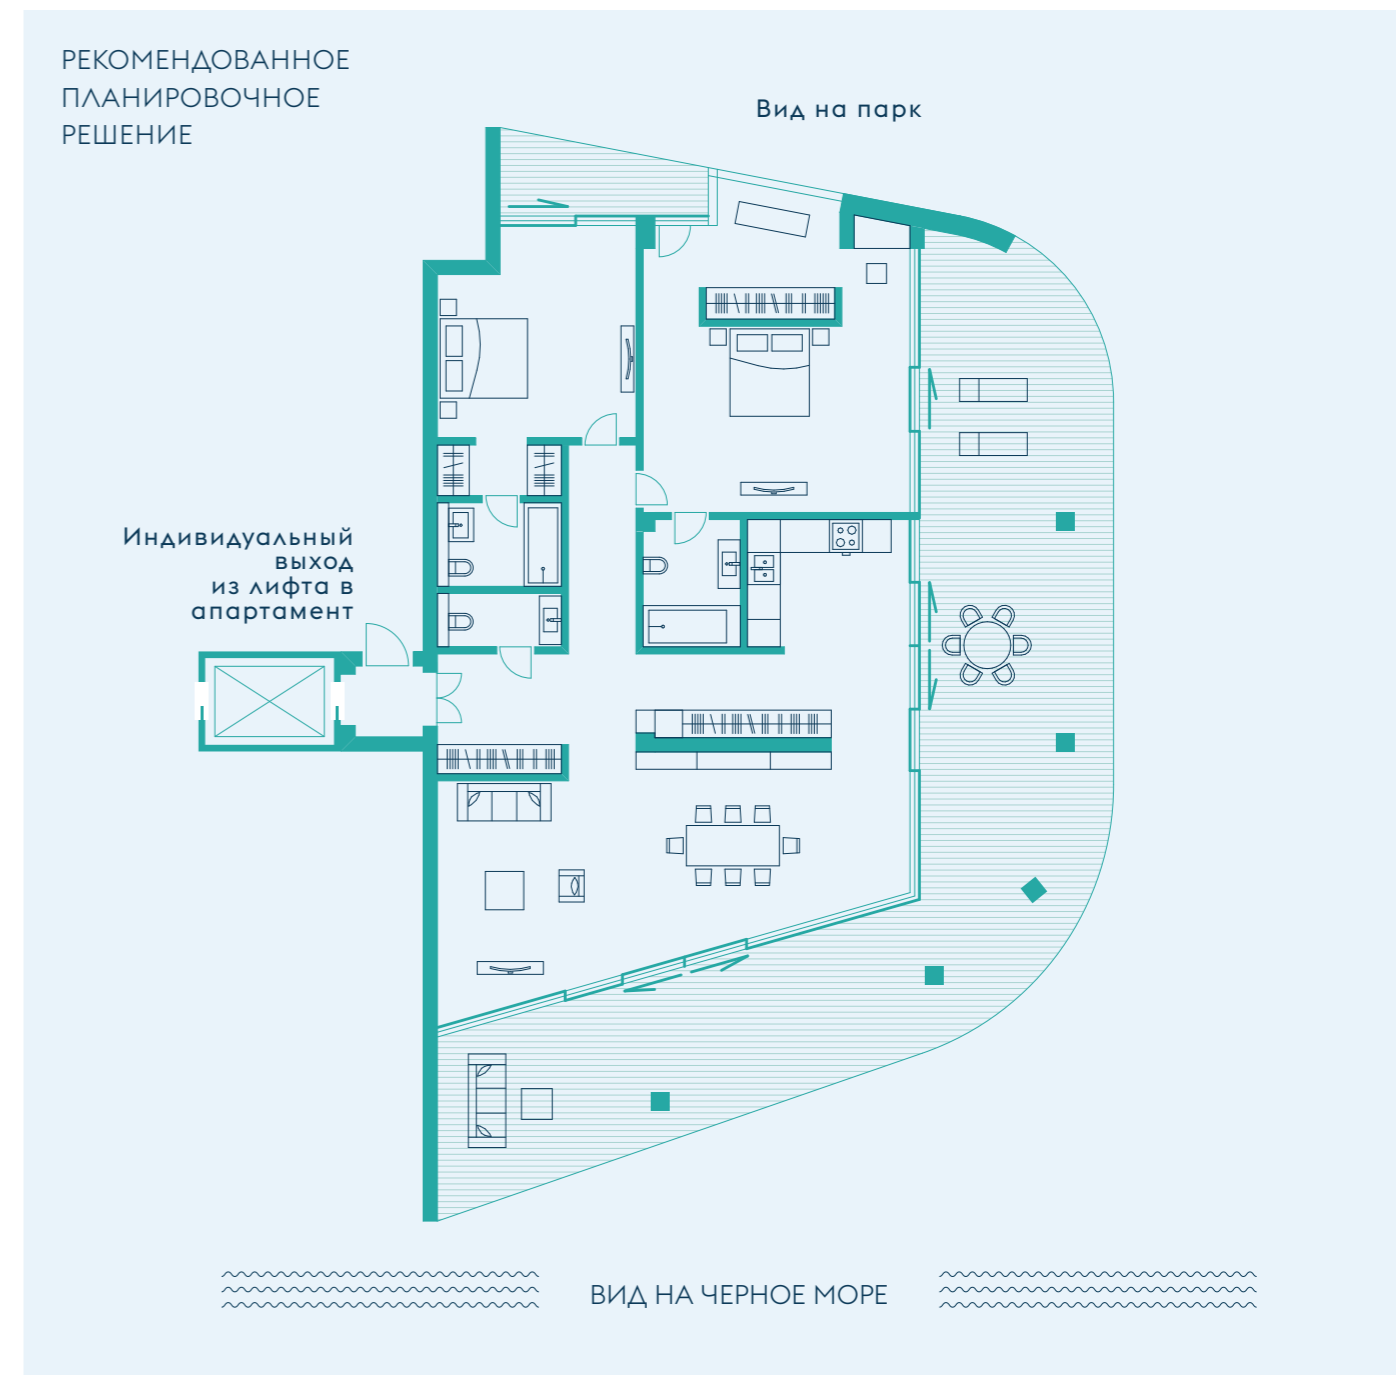 РЕКОМЕНДОВАННОЕ
ПЛАНИРОВОЧНОЕ
РЕШЕНИЕ
Вид на парк
Индивидуальный
выход
из лифта в
апартамент
ВИД НА ЧЕРНОЕ МОРЕ